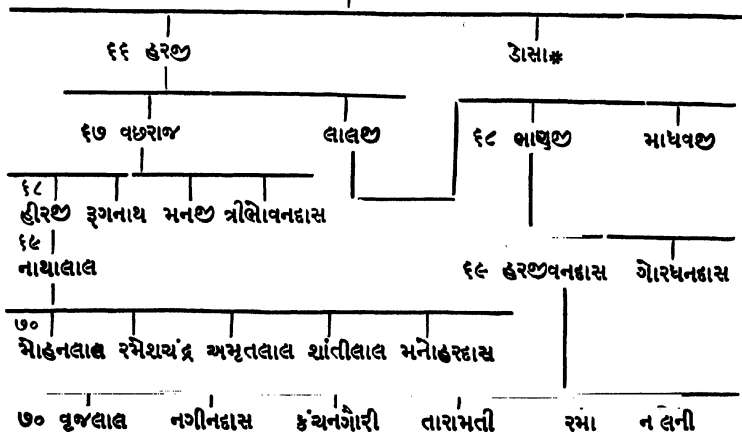 ૬૬ હરજી ડોસા*
૬૭ વછરાજ લાલજી ૬૮ ભાણજી માધવજી
૬૮
હીરજી રૂગનાથ મનજી ત્રીભોવનદાસ
૬૯
નાથાલાલ ૬૯ હરજીવનદાસ ગોરધનદાસ
૭૦
મોહનલાલ રમેશચંદ્ર અમૃતલાલ શાંતીલાલ મનોહરદાસ
૭૦ વૃજલાલ નગીનદાસ કંચનગૌરી તારામતી રમા ન લની